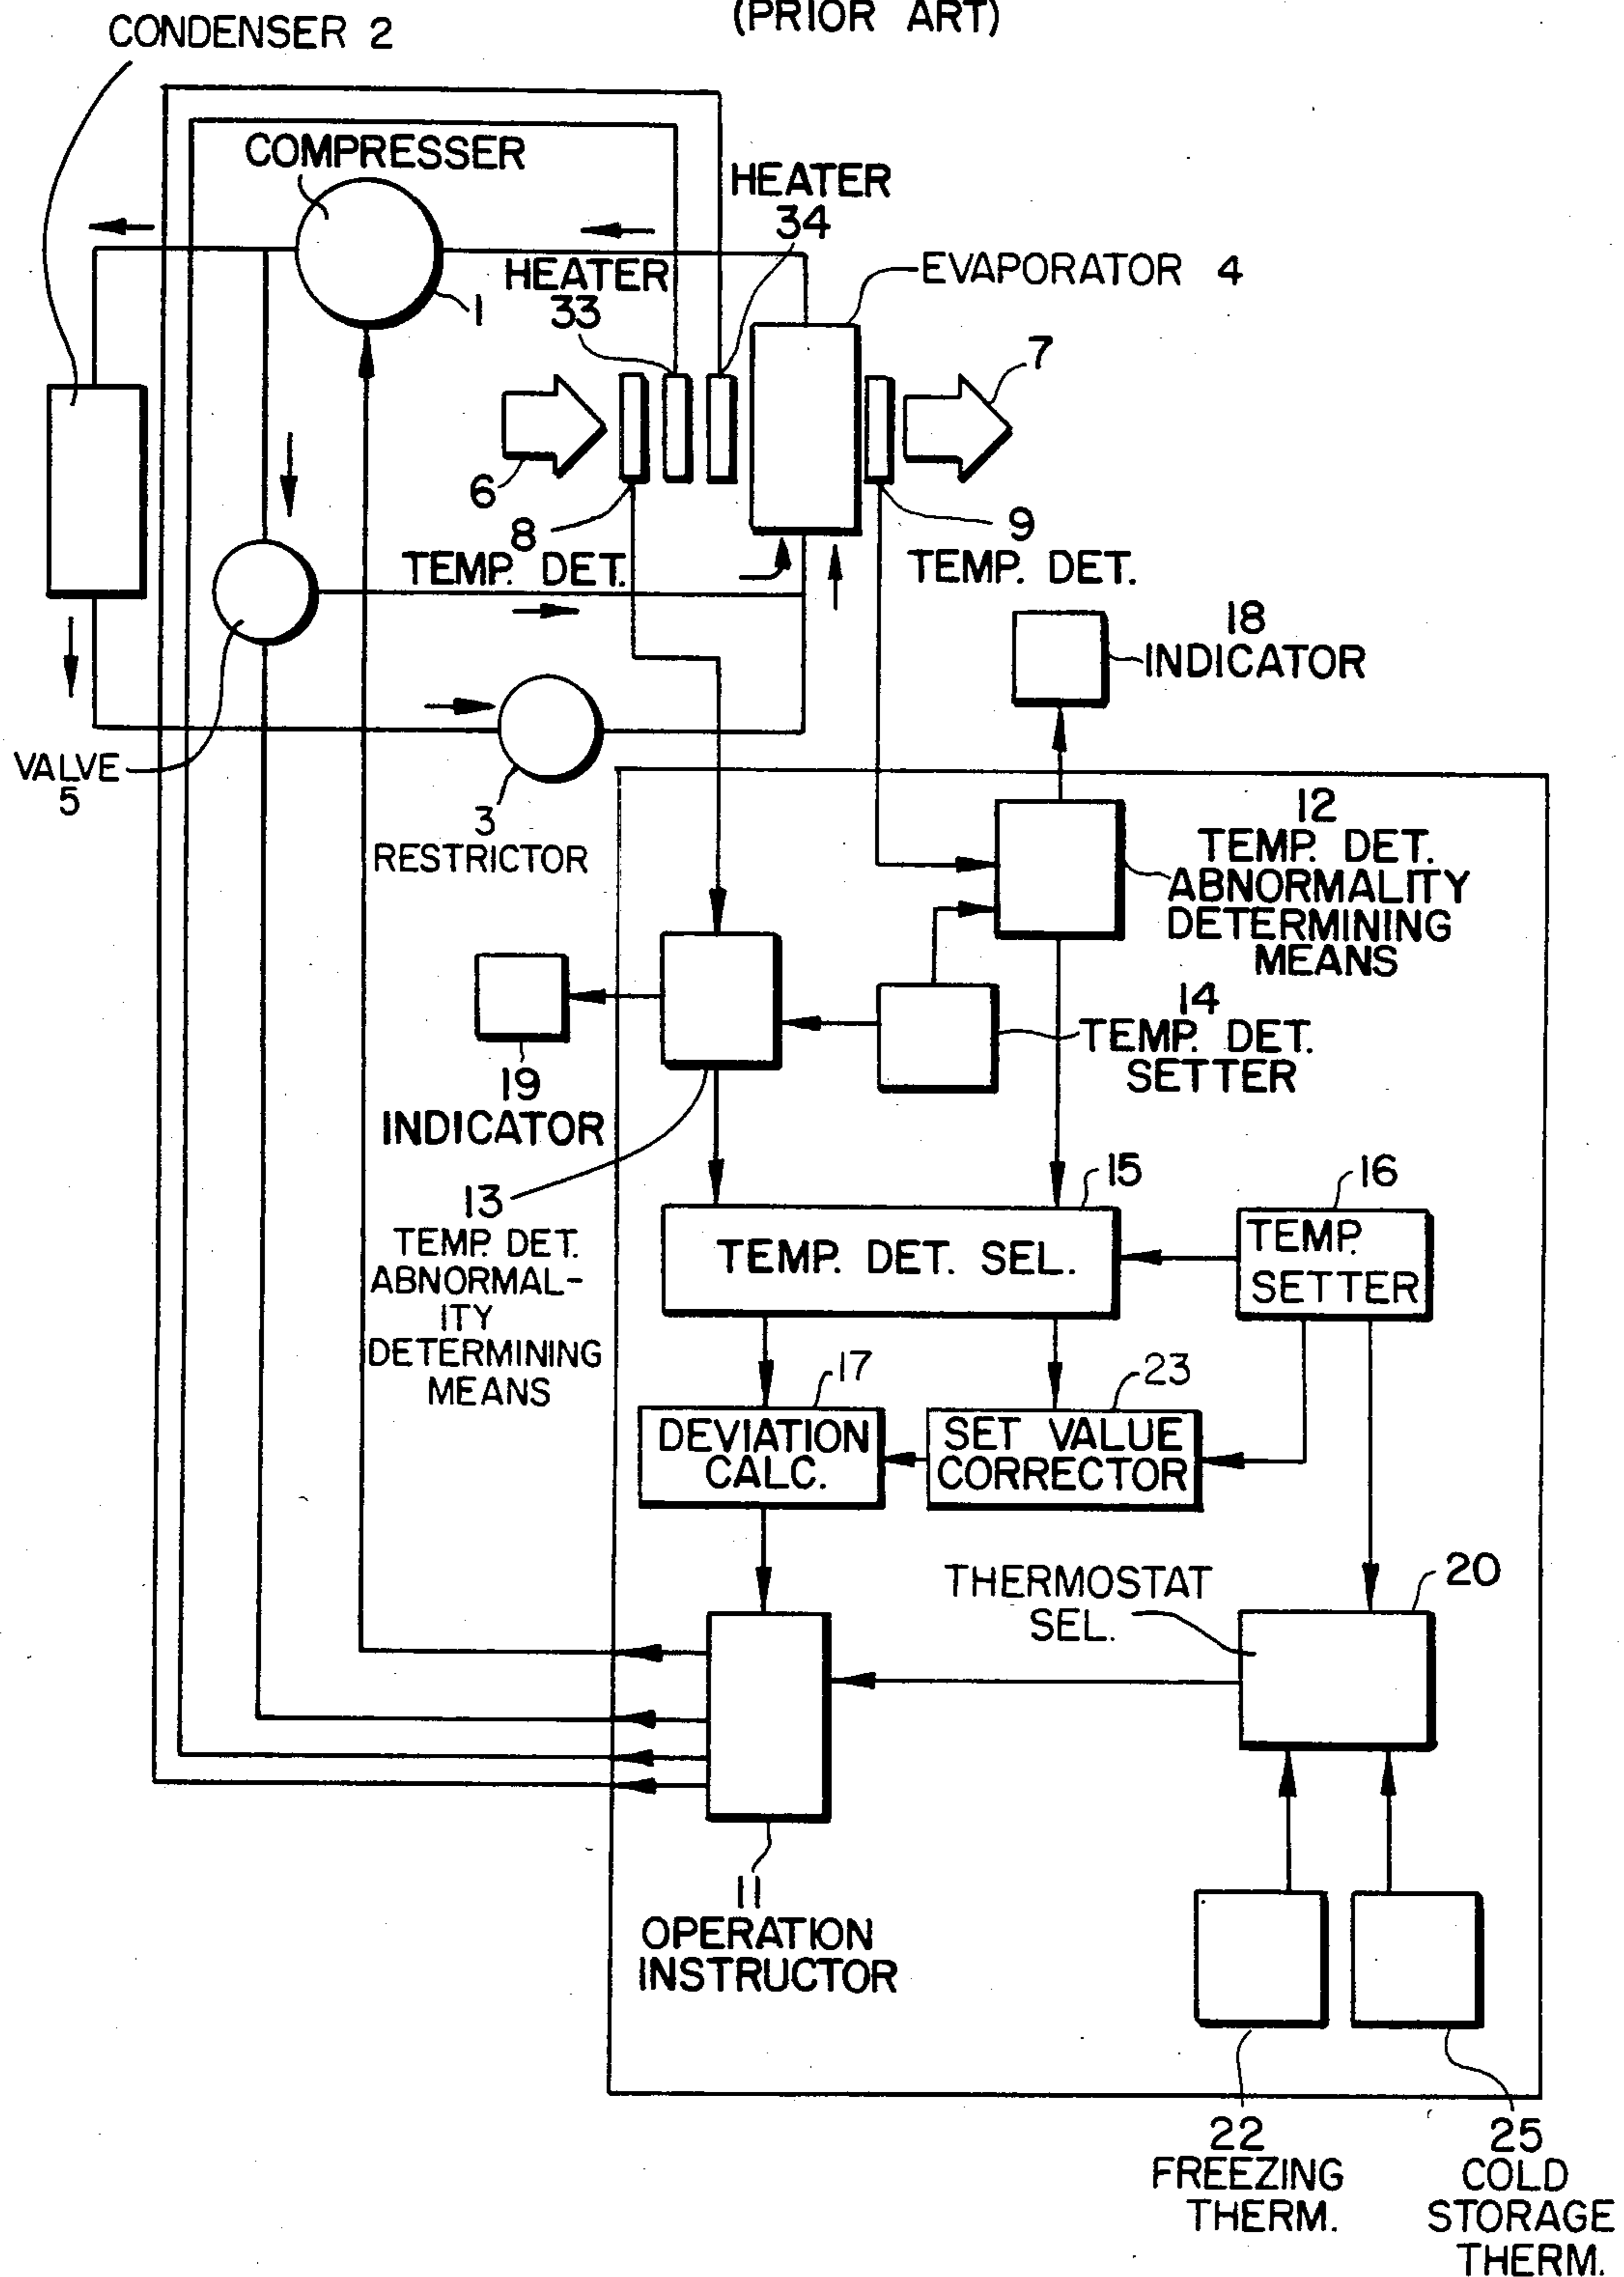 (PRIOR ART)
CONDENSER 2
COMPRESSER
HEATER
34
HEATER
33
1
EVAPORATOR 4
7
6
8
TEMP. DET.
9
TEMP. DET.
18
INDICATOR
VALVE
5
3
RESTRICTOR
12
TEMP. DET.
ABNORMALITY
DETERMINING
MEANS
14
TEMP. DET.
SETTER
19
INDICATOR
13
TEMP. DET.
ABNORMAL-
ITY
DETERMINING
MEANS
15
TEMP. DET. SEL.
16
TEMP.
SETTER
17
DEVIATION
CALC.
23
SET VALUE
CORRECTOR
THERMOSTAT
SEL.
20
11
OPERATION
INSTRUCTOR
22
FREEZING
THERM.
25
COLD
STORAGE
THERM.